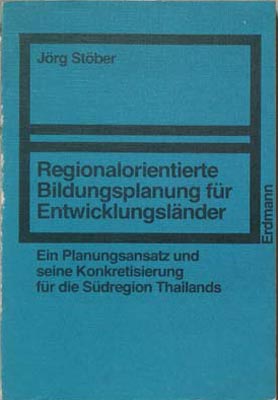 Jörg Stöber
Regionalorientierte
Bildungsplanung für
Entwicklungsländer
Ein Planungsansatz und
seine Konkretisierung
für die Südregion Thailands
Erdmann